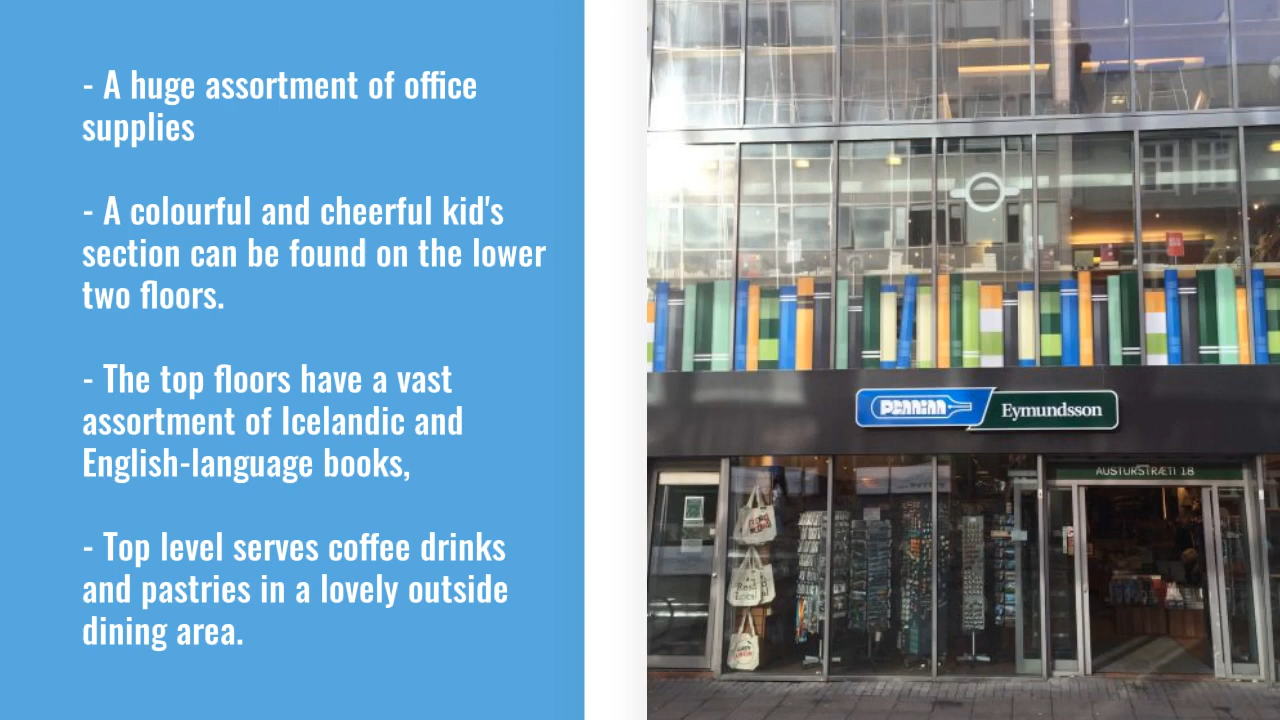 - A huge assortment of office
supplies
- A colourful and cheerful kid's
section can be found on the lower
two floors.
- The top floors have a vast
assortment of Icelandic and
English-language books,
- Top level serves coffee drinks
and pastries in a lovely outside
dining area.
Penninn
Eymundsson
AUSTURSTRÆTI 18